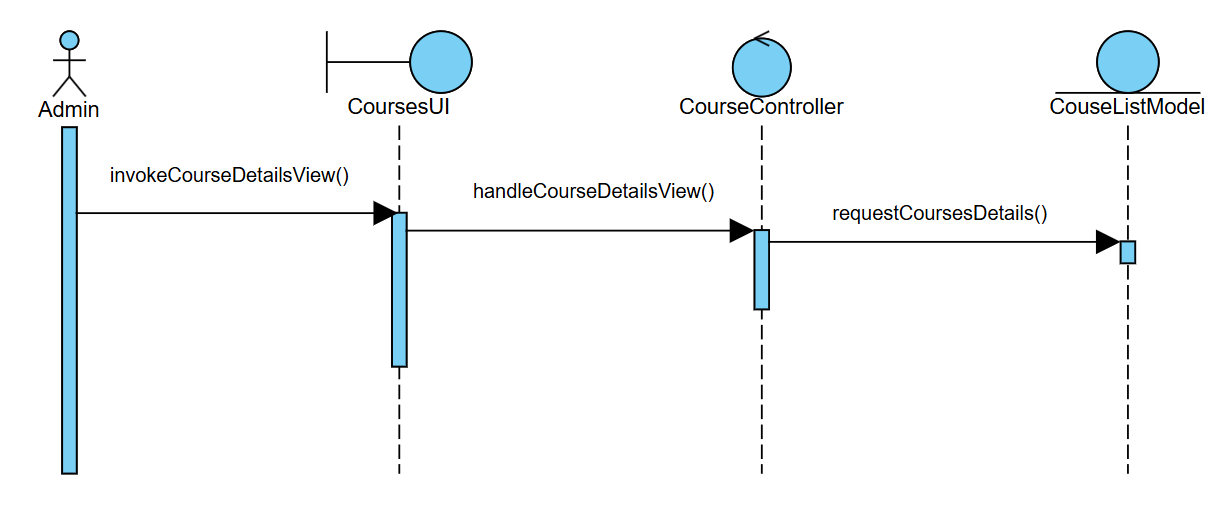 Admin
CoursesUI
CourseController
CouseListModel
invokeCourseDetailsView()
handleCourseDetailsView()
requestCoursesDetails()